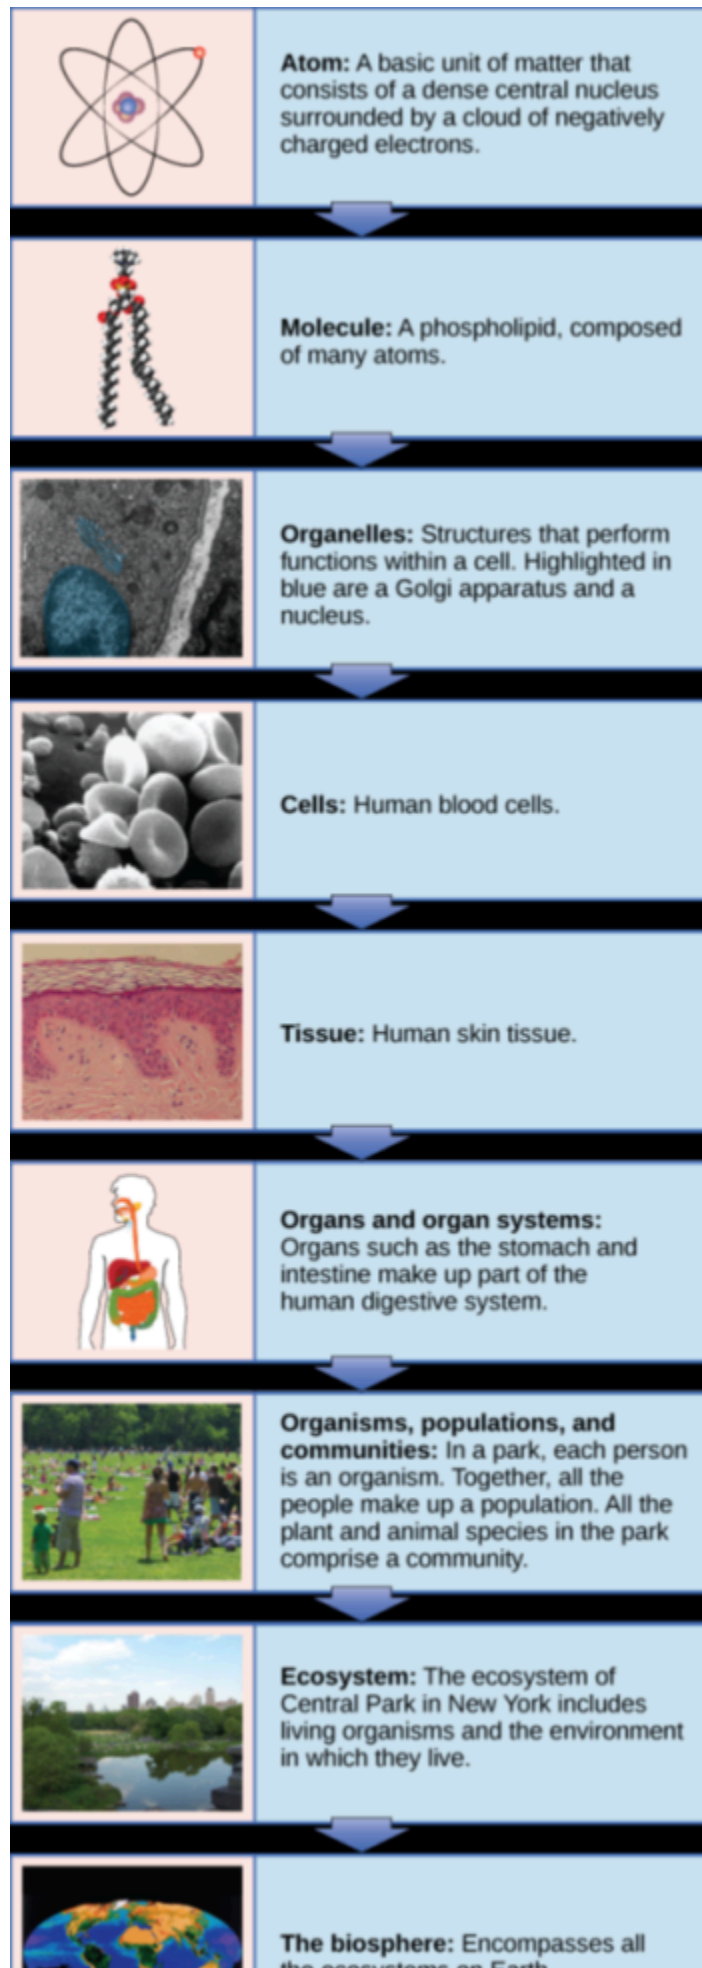 Atom: A basic unit of matter that
consists of a dense central nucleus
surrounded by a cloud of negatively
charged electrons.
Molecule: A phospholipid, composed
of many atoms.
Organelles: Structures that perform
functions within a cell. Highlighted in
blue are a Golgi apparatus and a
nucleus.
Cells: Human blood cells.
Tissue: Human skin tissue.
Organs and organ systems:
Organs such as the stomach and
intestine make up part of the
human digestive system.
Organisms, populations, and
communities: In a park, each person
is an organism. Together, all the
people make up a population. All the
plant and animal species in the park
comprise a community.
Ecosystem: The ecosystem of
Central Park in New York includes
living organisms and the environment
in which they live.
The biosphere: Encompasses all
the ecosystems on Earth